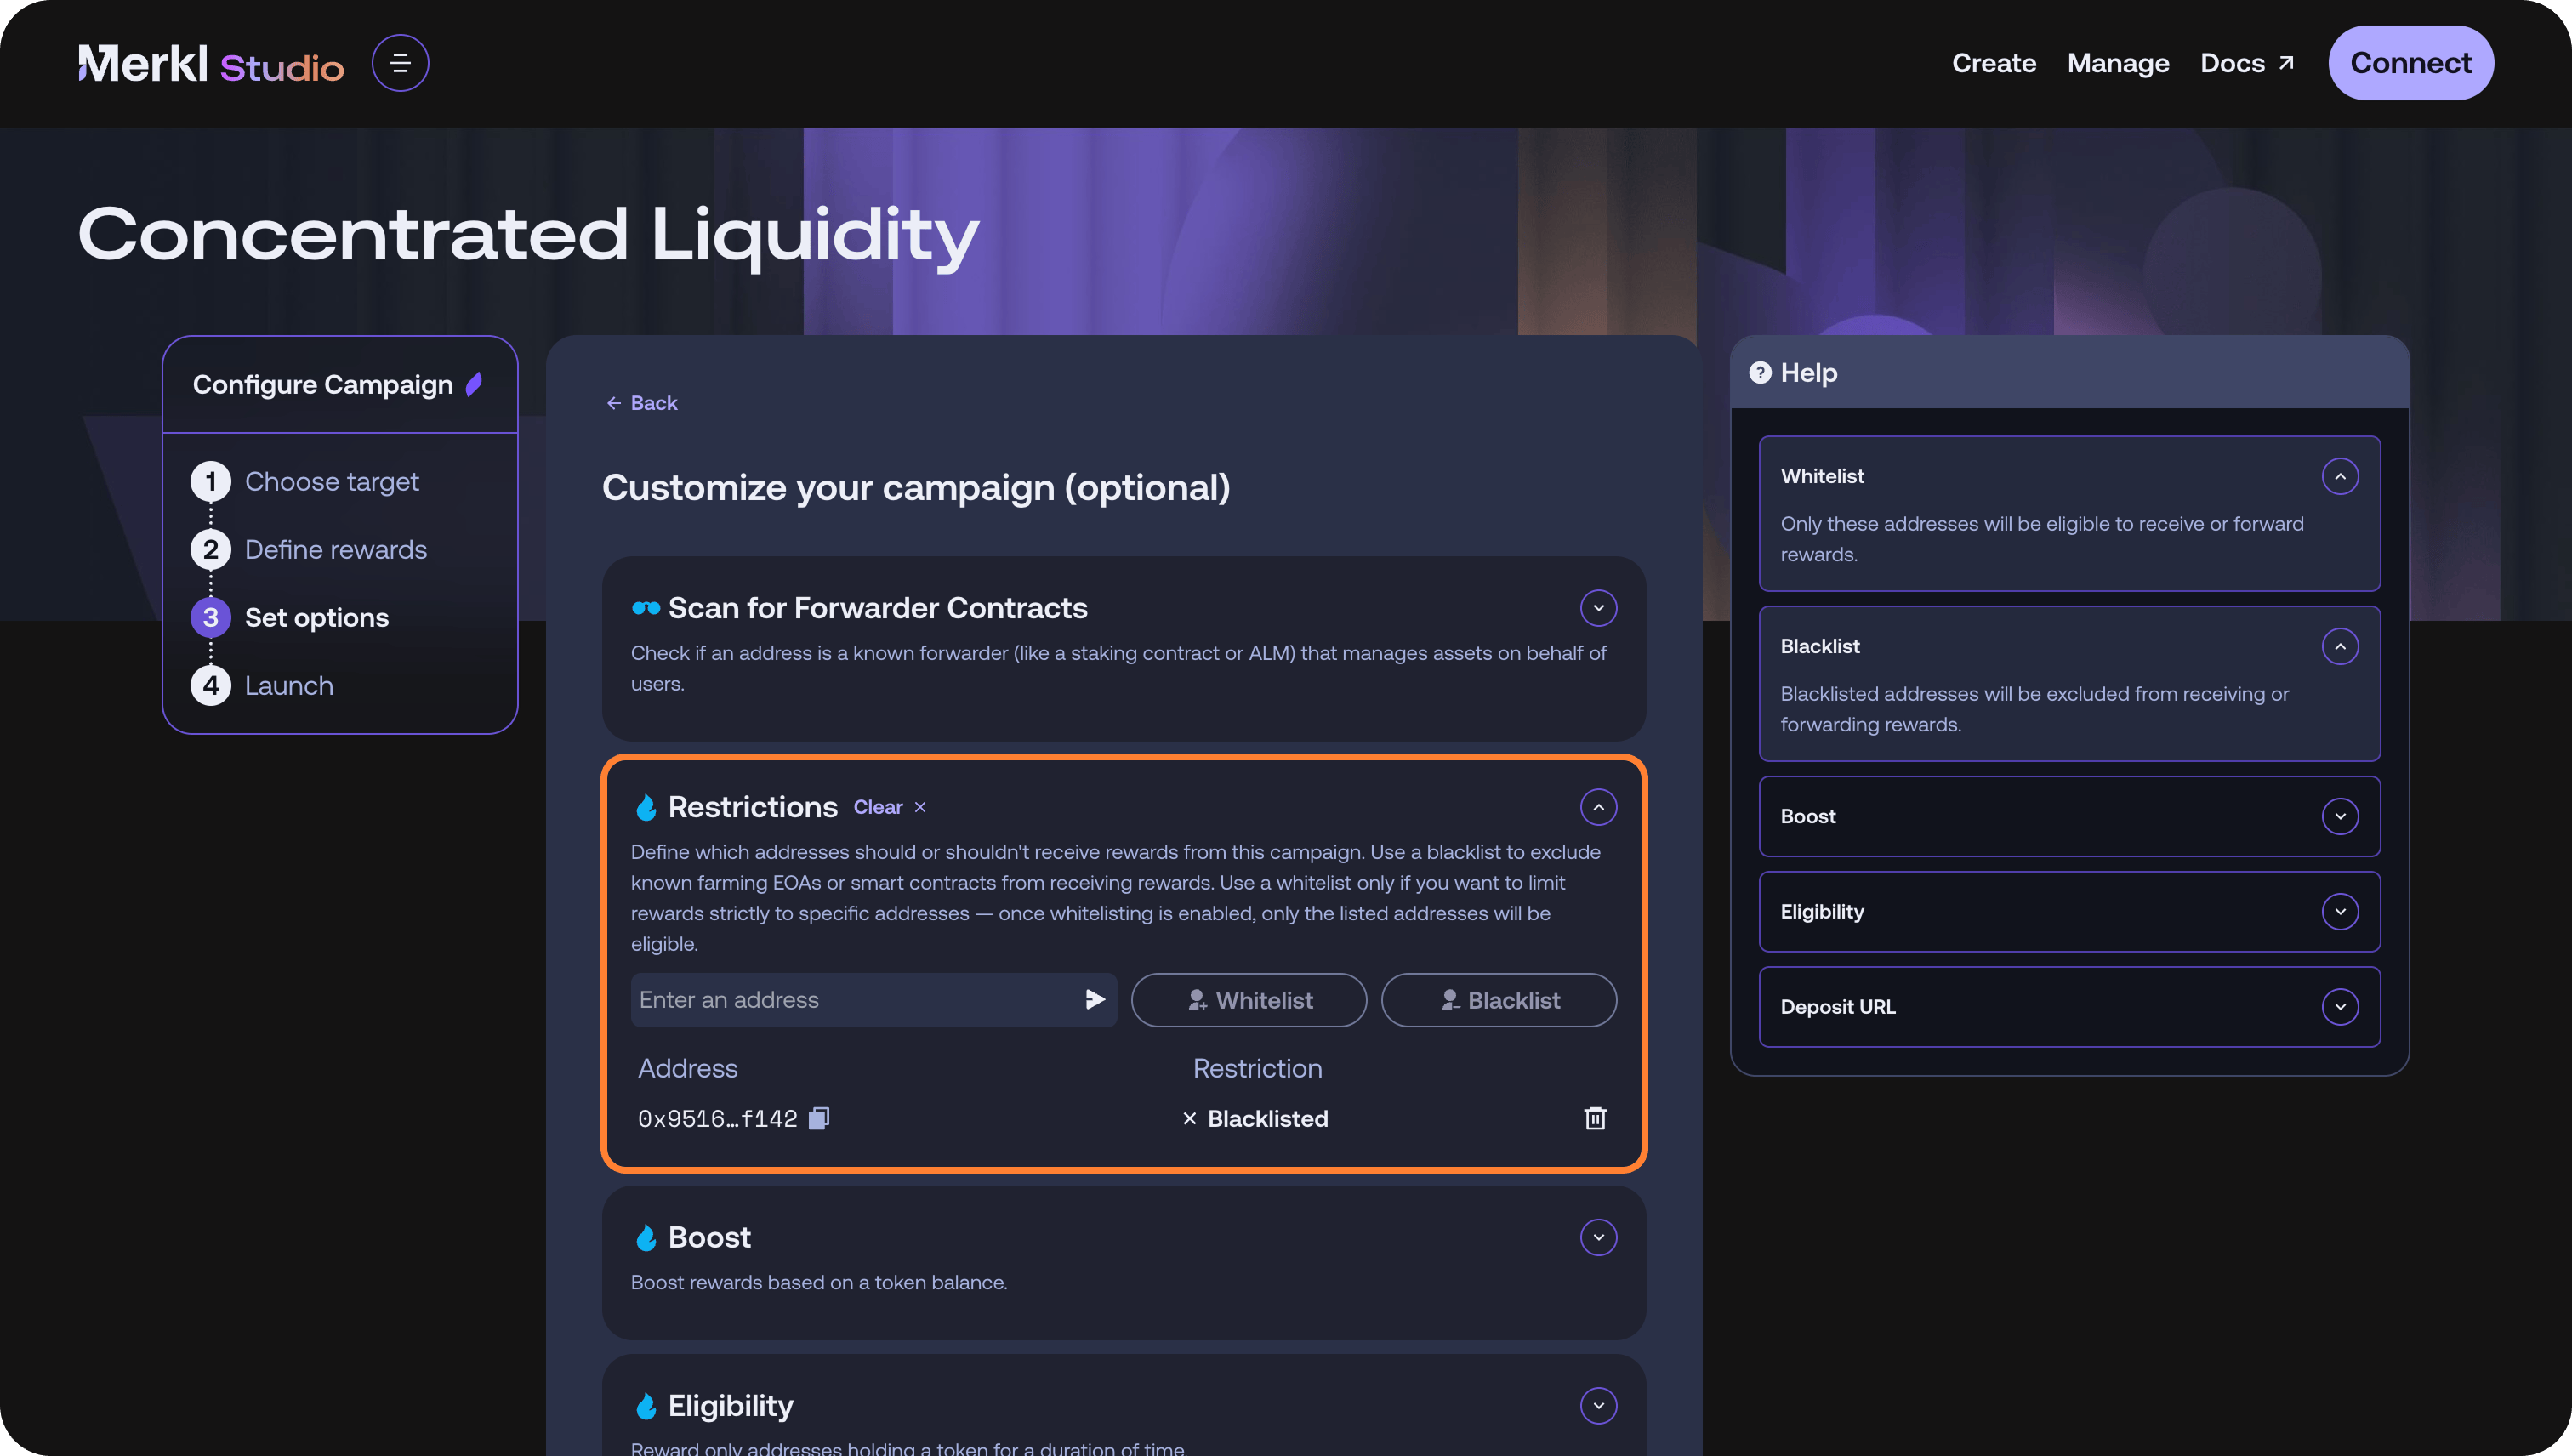 Merkl Studio
Create Manage Docs Connect
Concentrated Liquidity
Configure Campaign
1 Choose target
2 Define rewards
3 Set options
4 Launch
Back
Customize your campaign (optional)
Scan for Forwarder Contracts
Check if an address is a known forwarder (like a staking contract or ALM) that manages assets on behalf of
users.
Restrictions Clear
Define which addresses should or shouldn't receive rewards from this campaign. Use a blacklist to exclude
known farming EOAs or smart contracts from receiving rewards. Use a whitelist only if you want to limit
rewards strictly to specific addresses — once whitelisting is enabled, only the listed addresses will be
eligible.
Enter an address Whitelist Blacklist
Address Restriction
0x9516…f142 Blacklisted
Boost
Boost rewards based on a token balance.
Eligibility
Reward only addresses holding a token for a duration of time.
Help
Whitelist
Only these addresses will be eligible to receive or forward
rewards.
Blacklist
Blacklisted addresses will be excluded from receiving or
forwarding rewards.
Boost
Eligibility
Deposit URL